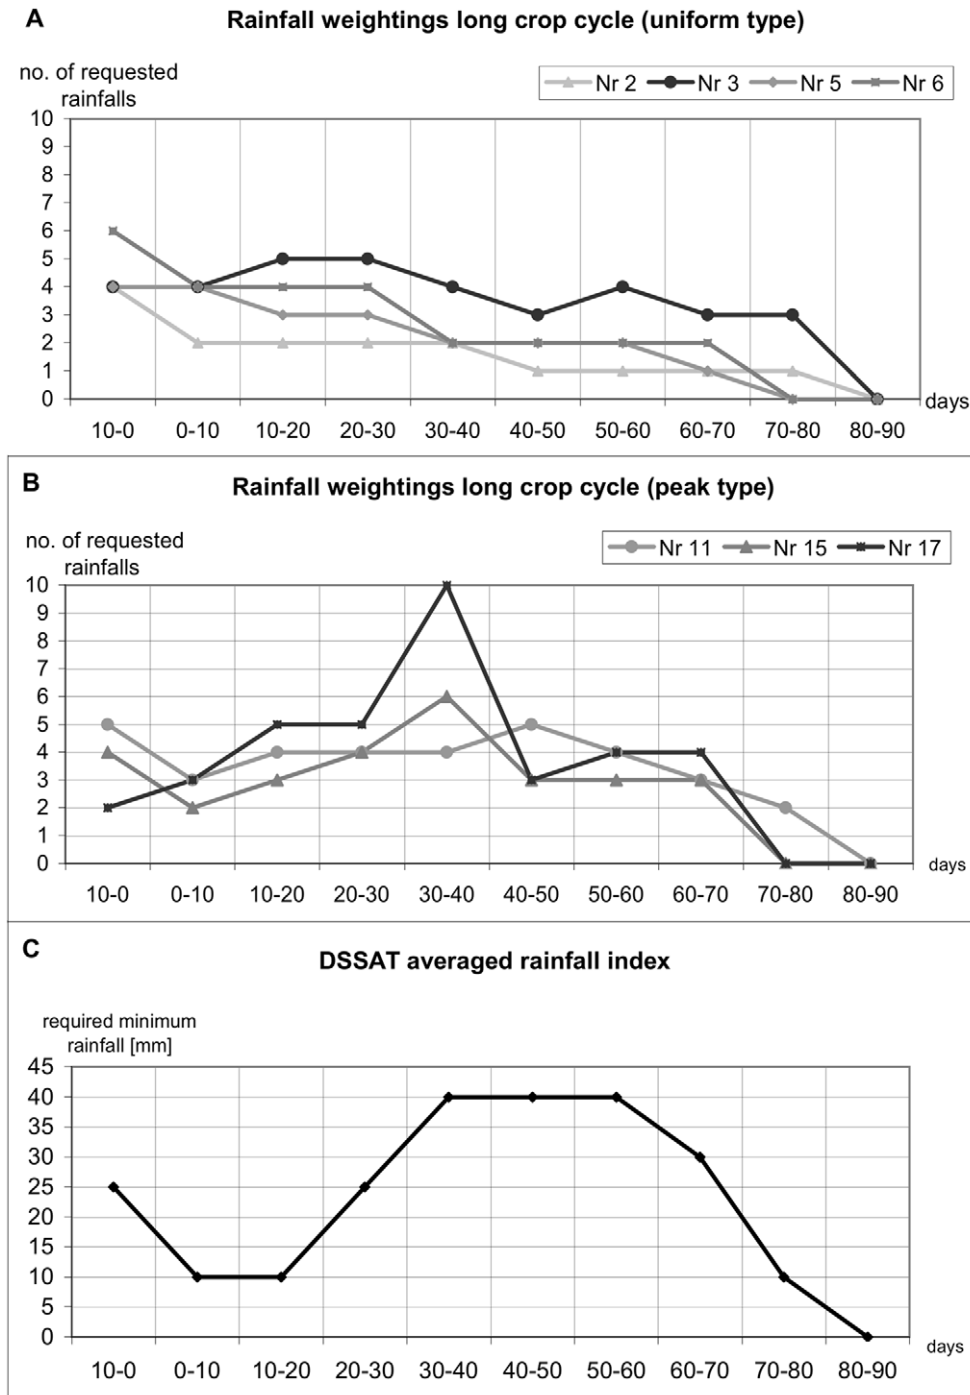 A
Rainfall weightings long crop cycle (uniform type)
no. of requested
rainfalls
Nr 2 Nr 3 Nr 5 Nr 6
10
9
8
7
6
5
4
3
2
1
0
days
10-0 0-10 10-20 20-30 30-40 40-50 50-60 60-70 70-80 80-90
B
Rainfall weightings long crop cycle (peak type)
no. of requested
rainfalls
Nr 11 Nr 15 Nr 17
10
9
8
7
6
5
4
3
2
1
0
days
10-0 0-10 10-20 20-30 30-40 40-50 50-60 60-70 70-80 80-90
C
DSSAT averaged rainfall index
required minimum
rainfall [mm]
45
40
35
30
25
20
15
10
5
0
days
10-0 0-10 10-20 20-30 30-40 40-50 50-60 60-70 70-80 80-90